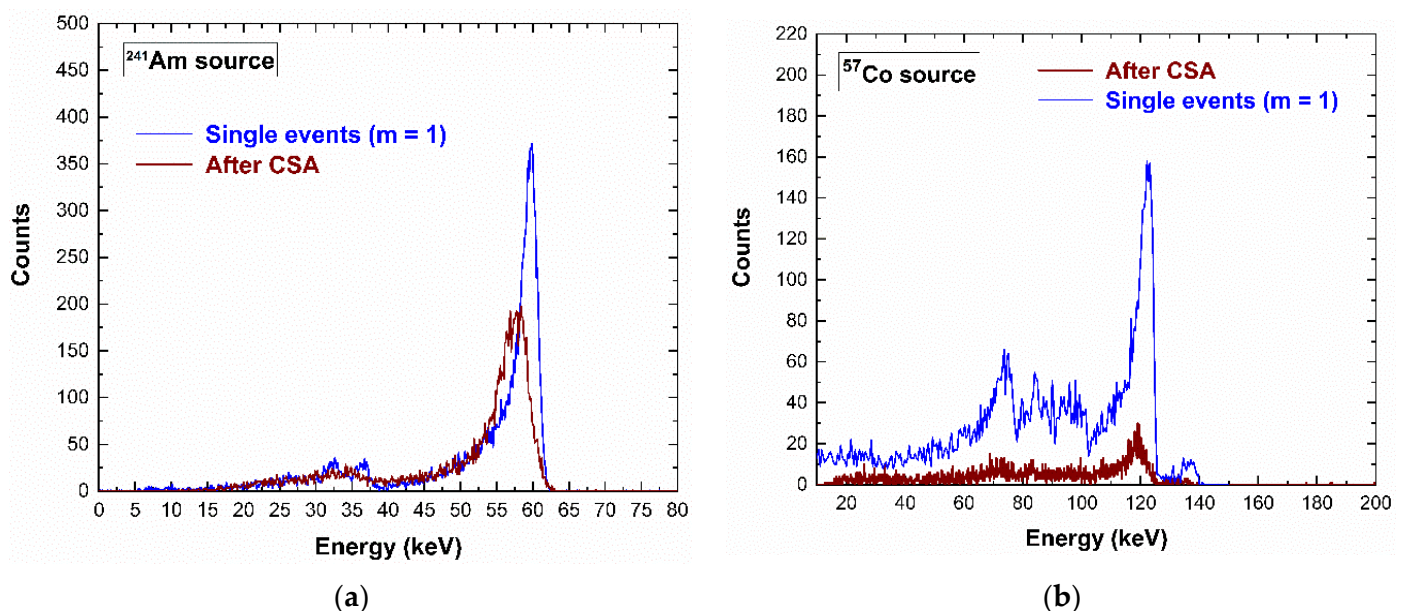 ²⁴¹Am source
Single events (m = 1)
After CSA
Counts
500
450
400
350
300
250
200
150
100
50
0
0 5 10 15 20 25 30 35 40 45 50 55 60 65 70 75 80
Energy (keV)
(a)
⁵⁷Co source
After CSA
Single events (m = 1)
Counts
220
200
180
160
140
120
100
80
60
40
20
0
20 40 60 80 100 120 140 160 180 200
Energy (keV)
(b)